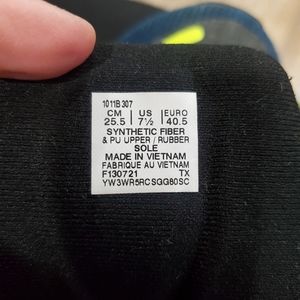 1011B307
CM US EURO
25.5 7½ 40.5
SYNTHETIC FIBER
& PU UPPER / RUBBER
SOLE
MADE IN VIETNAM
FABRIQUE AU VIETNAM
F130721 TX
YW3WR5RCSGG80SC